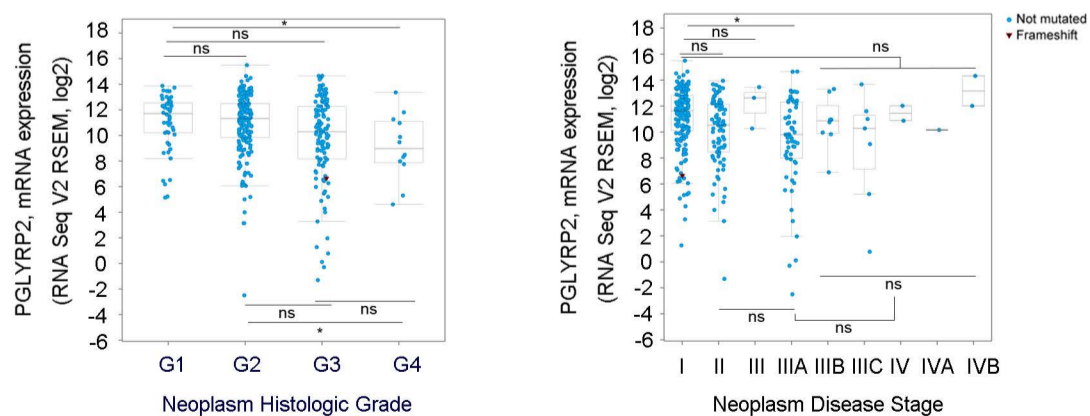 PGLYRP2, mRNA expression
(RNA Seq V2 RSEM, log2)
18
16
14
12
10
8
6
4
2
0
-2
-4
-6
*
ns
ns
ns
ns
*
G1 G2 G3 G4
Neoplasm Histologic Grade
PGLYRP2, mRNA expression
(RNA Seq V2 RSEM, log2)
18
16
14
12
10
8
6
4
2
0
-2
-4
-6
*
ns
ns
ns
ns
ns
ns
I II III IIIA IIIB IIIC IV IVA IVB
Neoplasm Disease Stage
Not mutated
Frameshift